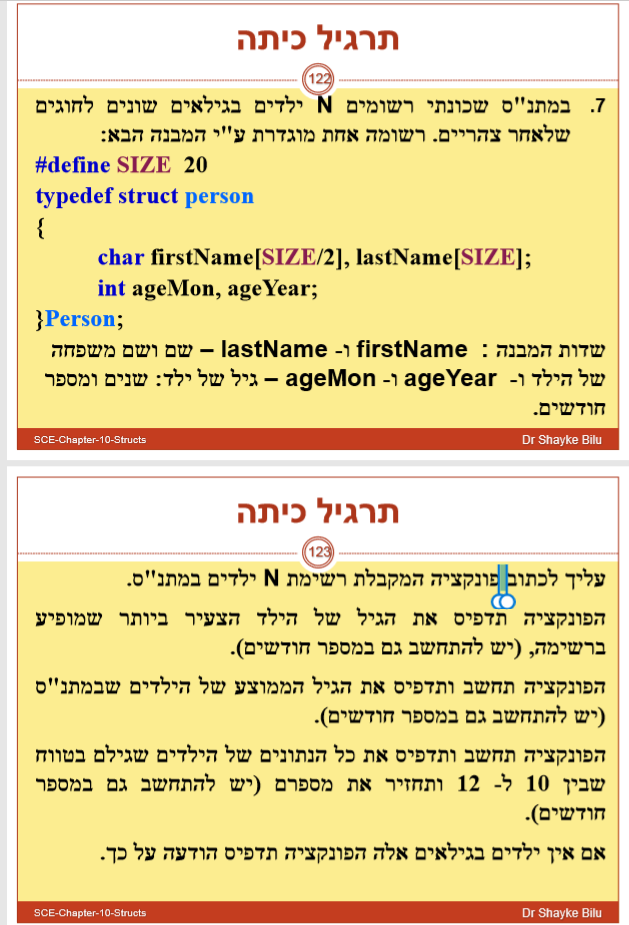 תרגיל כיתה
122
7. במתנ"ס שכונתי רשומים N ילדים בגילאים שונים לחוגים
שלאחר צהריים. רשומה אחת מוגדרת ע"י המבנה הבא:
#define SIZE 20
typedef struct person
{
char firstName[SIZE/2], lastName[SIZE];
int ageMon, ageYear;
}Person;
שדות המבנה : firstName ו- lastName – שם ושם משפחה
של הילד ו- ageYear ו- ageMon – גיל של ילד: שנים ומספר
חודשים.
SCE-Chapter-10-Structs
Dr Shayke Bilu
תרגיל כיתה
123
עליך לכתוב פונקציה המקבלת רשימת N ילדים במתנ"ס.
הפונקציה תדפיס את הגיל של הילד הצעיר ביותר שמופיע
ברשימה, (יש להתחשב גם במספר חודשים).
הפונקציה תחשב ותדפיס את הגיל הממוצע של הילדים שבמתנ"ס
(יש להתחשב גם במספר חודשים).
הפונקציה תחשב ותדפיס את כל הנתונים של הילדים שגילם בטווח
שבין 10 ל- 12 ותחזיר את מספרם (יש להתחשב גם במספר
חודשים).
אם אין ילדים בגילאים אלה הפונקציה תדפיס הודעה על כך.
SCE-Chapter-10-Structs
Dr Shayke Bilu